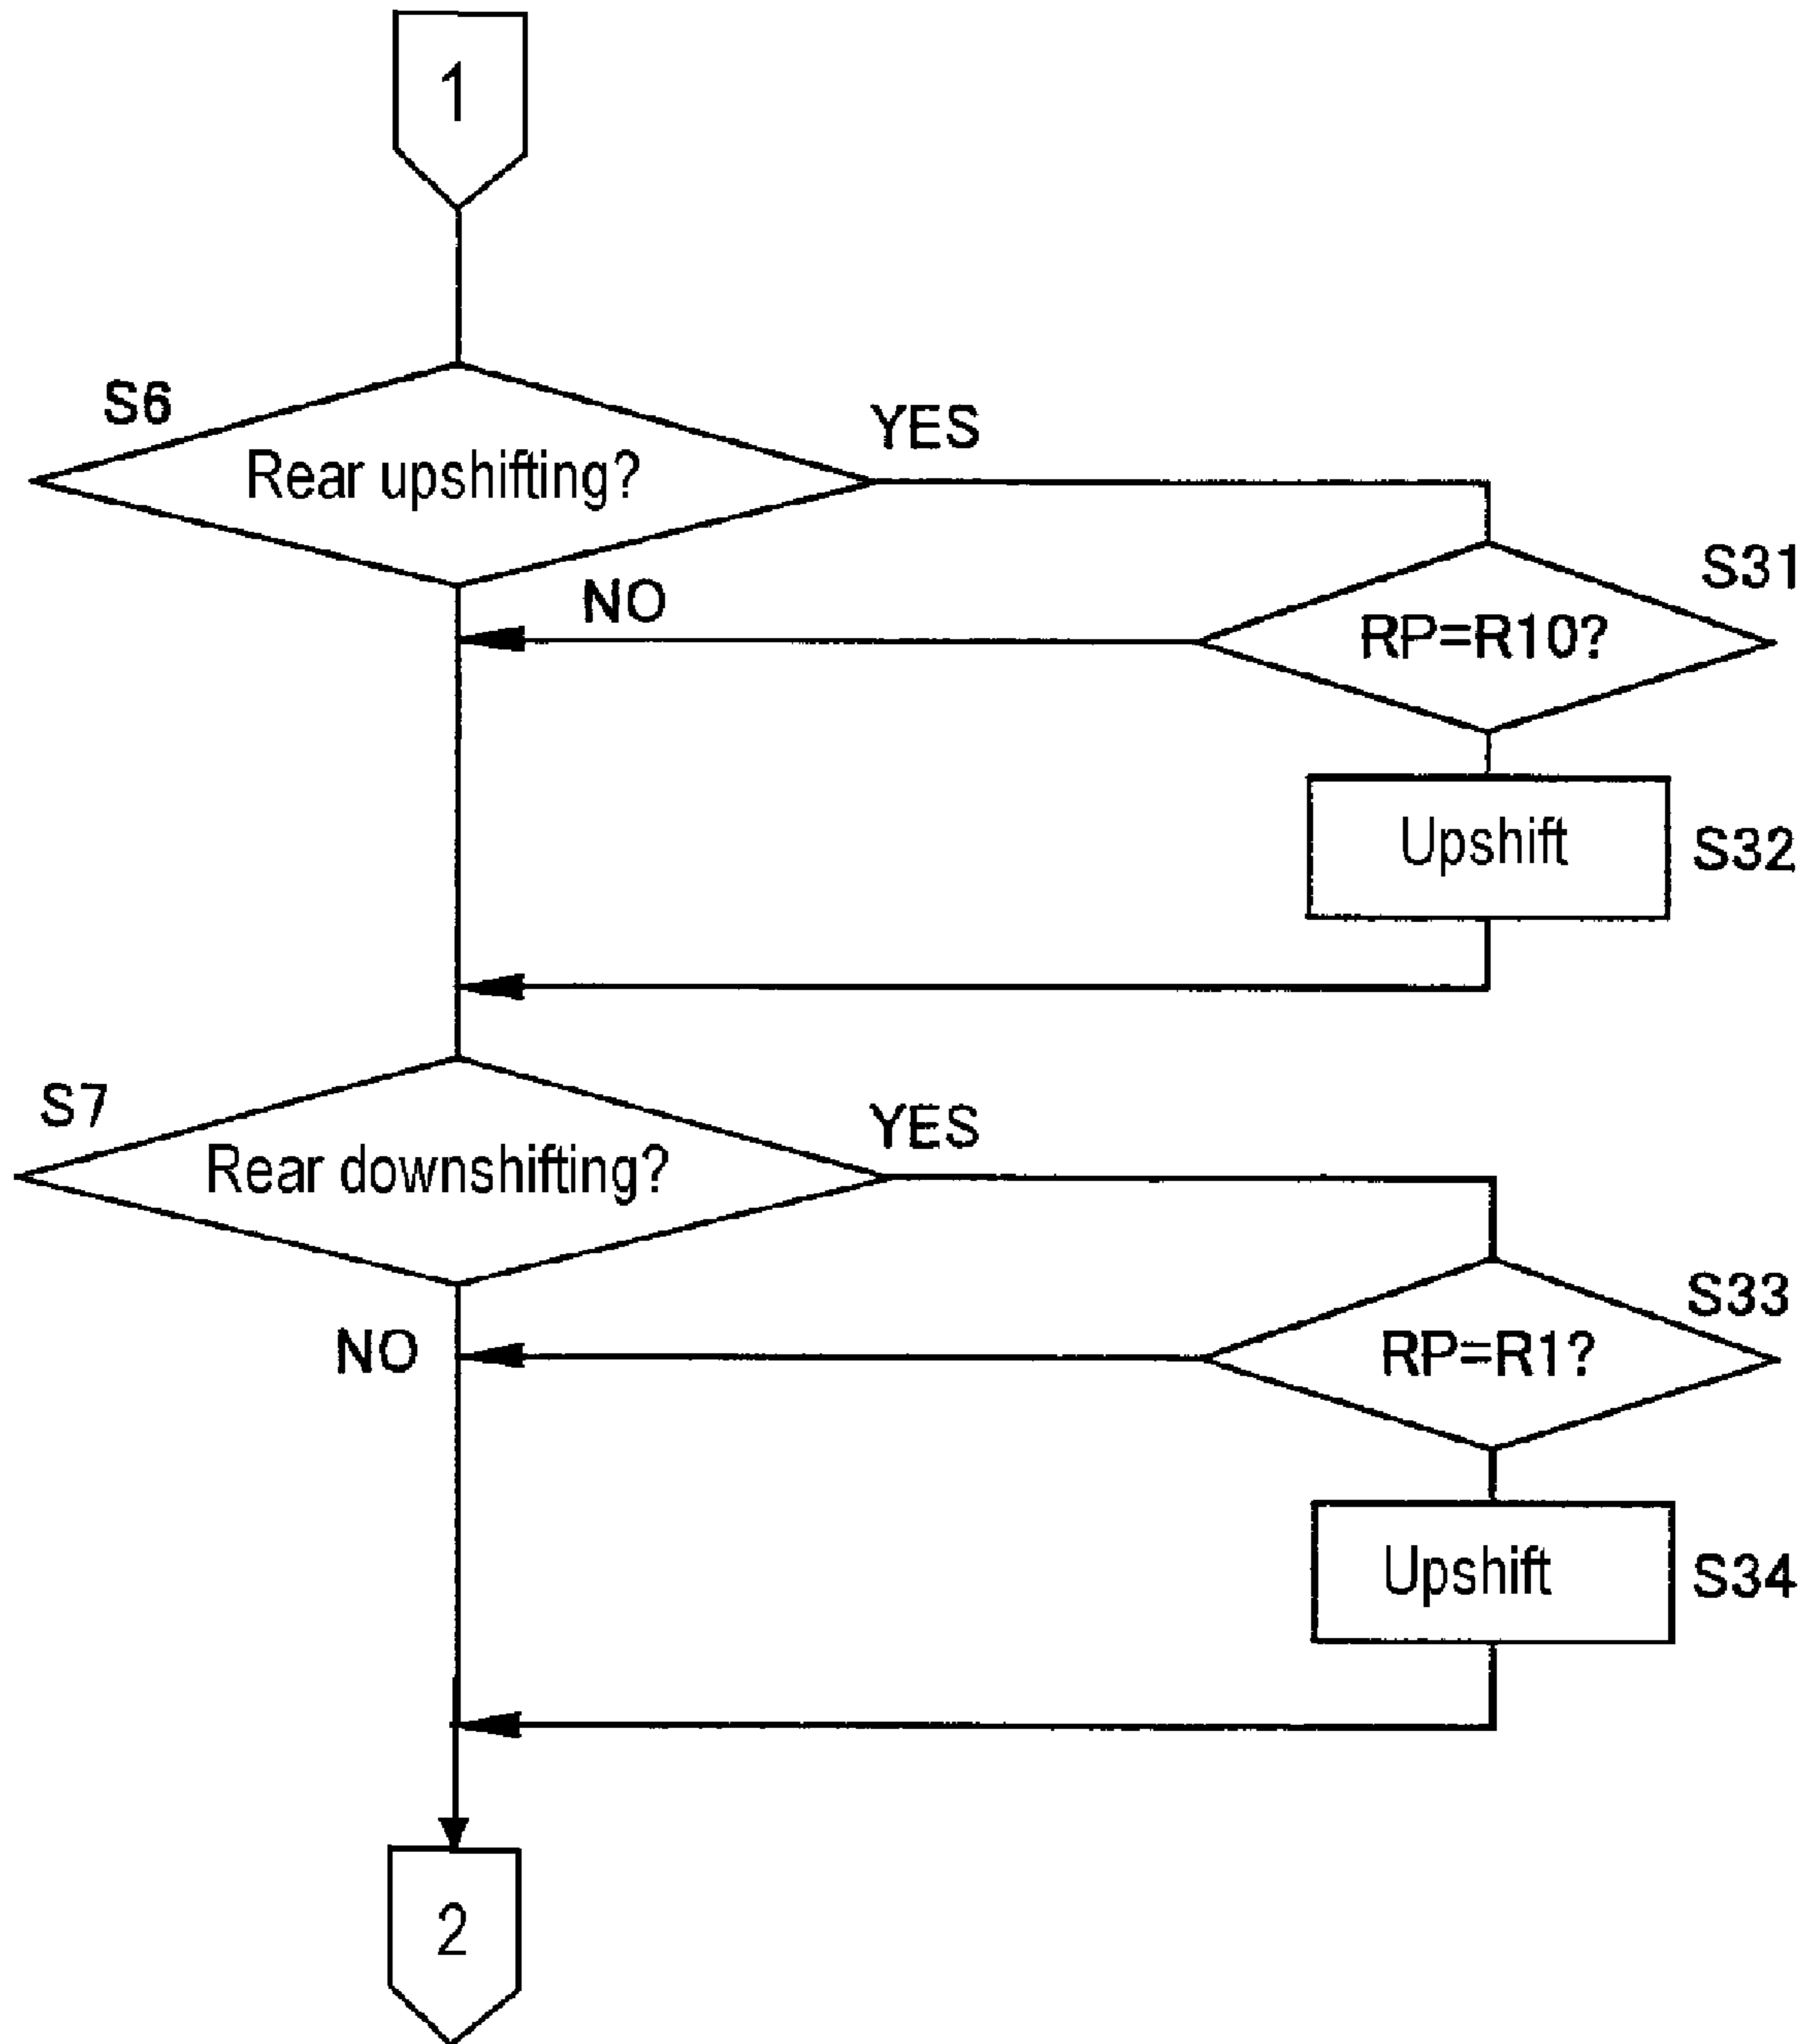 1
S6
Rear upshifting?
YES
NO
S31
RP=R10?
Upshift
S32
S7
Rear downshifting?
YES
NO
S33
RP=R1?
Upshift
S34
2